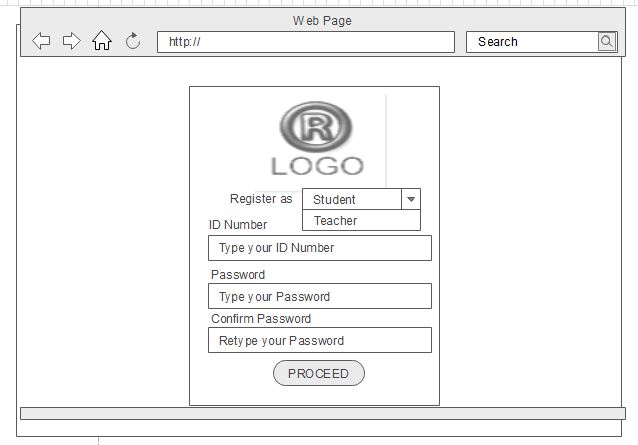 Web Page
http://
Search
R
LOGO
Register as
Student
Teacher
ID Number
Type your ID Number
Password
Type your Password
Confirm Password
Retype your Password
PROCEED